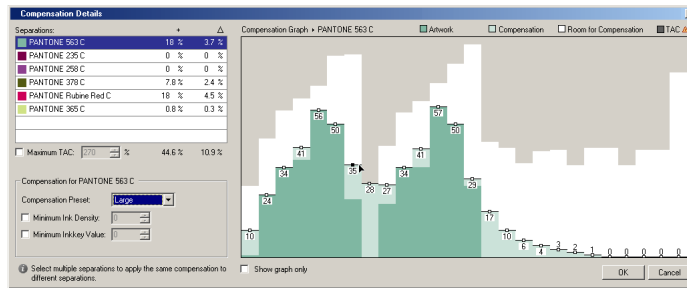 Compensation Details
Separations: + Δ
PANTONE 563 C 18 % 3.7 %
PANTONE 235 C 0 % 0 %
PANTONE 258 C 0 % 0 %
PANTONE 378 C 7.8 % 2.4 %
PANTONE Rubine Red C 18 % 4.5 %
PANTONE 365 C 0.8 % 0.3 %
Maximum TAC: 270 % 44.6 % 10.9 %
Compensation for PANTONE 563 C
Compensation Preset: Large
Minimum Ink Density: 0
Minimum Inkkey Value: 0
Select multiple separations to apply the same compensation to
different separations.
Compensation Graph ▸ PANTONE 563 C Artwork Compensation Room for Compensation TAC
10 24 34 41 56 50 35 28 27 34 41 57 50 29 17 10 6 4 3 2 1 0 0 0 0 0
Show graph only
OK Cancel